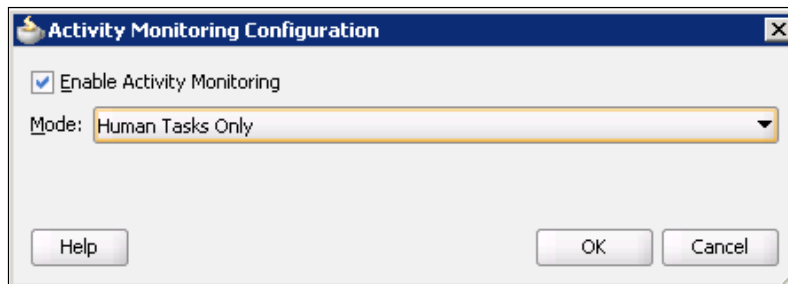 Activity Monitoring Configuration
Enable Activity Monitoring
Mode: Human Tasks Only
Help OK Cancel